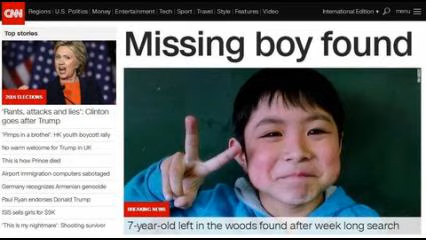 CNN
Regions U.S. Politics Money Entertainment Tech Sport Travel Style Features Video
International Edition
menu
Top stories
2016 ELECTIONS
'Rants, attacks and lies': Clinton
goes after Trump
'Pimps in a brothel': HK youth boycott rally
No warm welcome for Trump in UK
This is how Prince died
Airport immigration computers sabotaged
Germany recognizes Armenian genocide
Paul Ryan endorses Donald Trump
ISIS sells girls for $9K
'This is my nightmare': Shooting survivor
Missing boy found
BREAKING NEWS
7-year-old left in the woods found after week long search